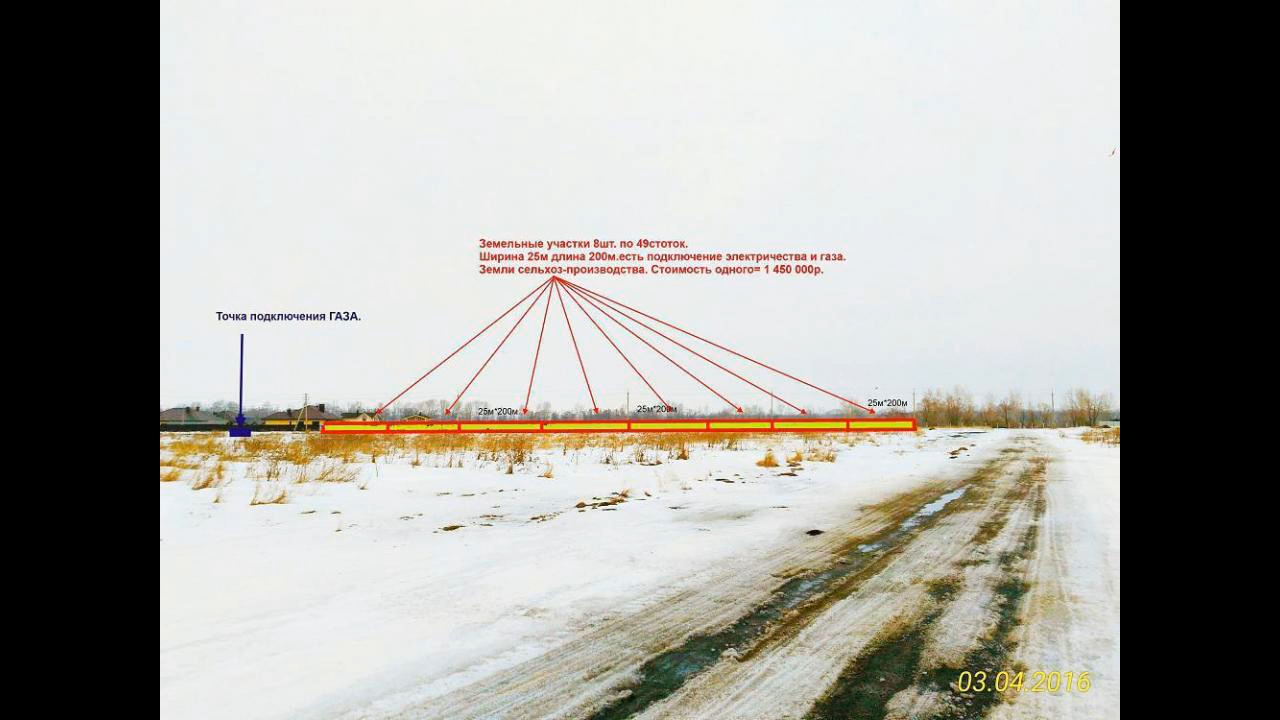 Земельные участки 8шт. по 49стоток.
Ширина 25м длина 200м.есть подключение электричества и газа.
Земли сельхоз-производства. Стоимость одного= 1 450 000р.
Точка подключения ГАЗА.
25м*200м
25м*200м
25м*200м
03.04.2016